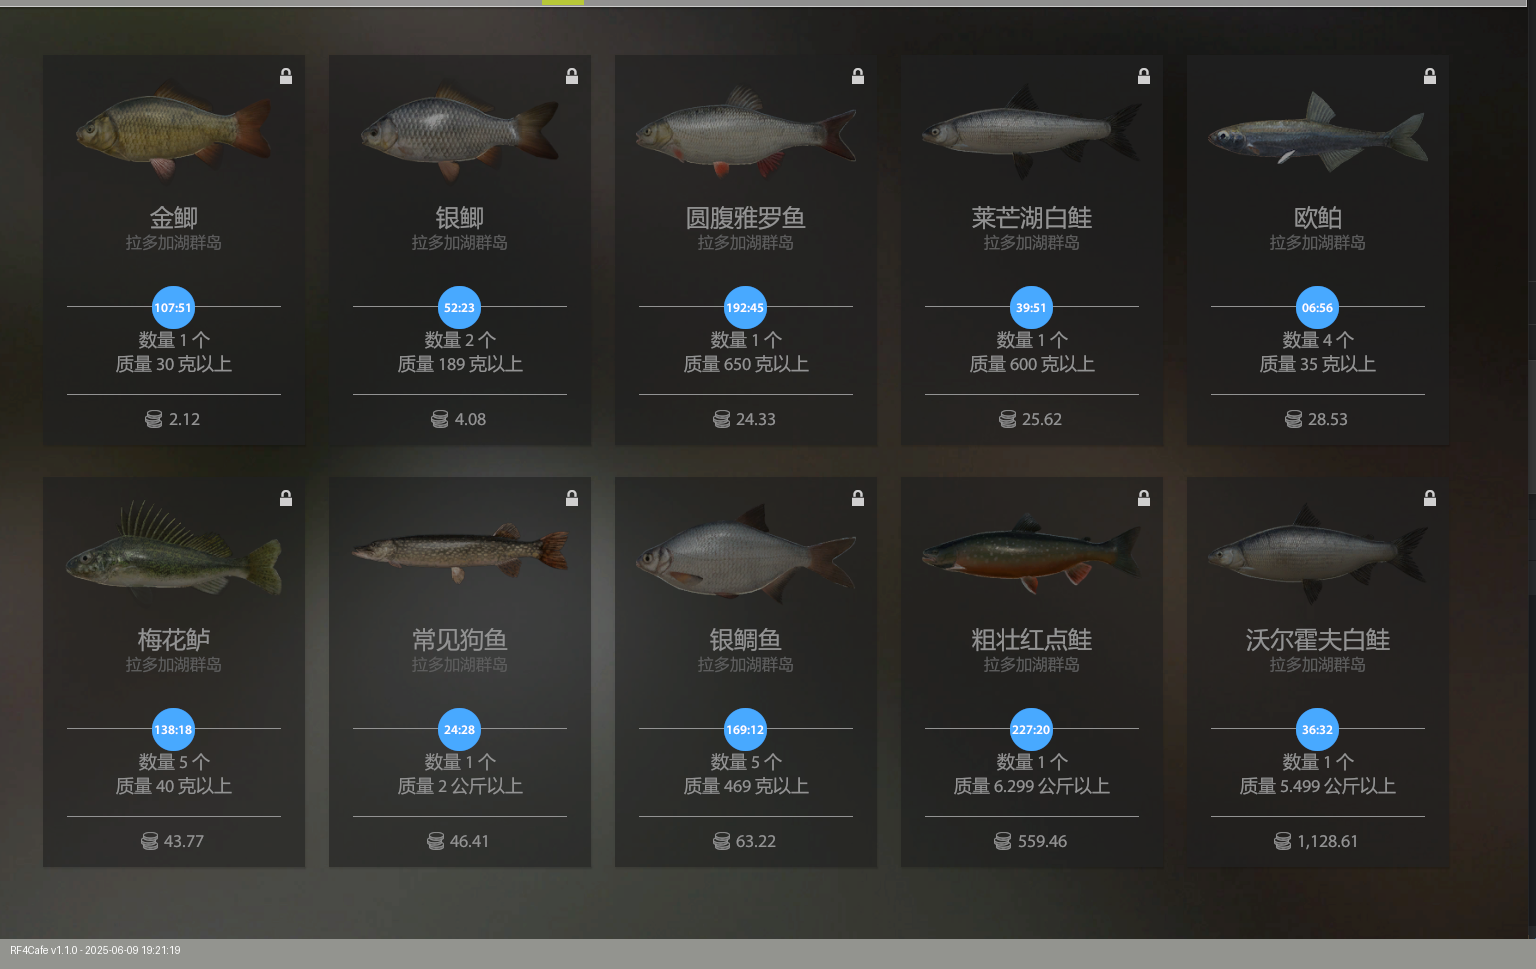 金鲫
拉多加湖群岛
107:51
数量 1 个
质量 30 克以上
2.12
银鲫
拉多加湖群岛
52:23
数量 2 个
质量 189 克以上
4.08
圆腹雅罗鱼
拉多加湖群岛
192:45
数量 1 个
质量 650 克以上
24.33
莱芒湖白鲑
拉多加湖群岛
39:51
数量 1 个
质量 600 克以上
25.62
欧鲌
拉多加湖群岛
06:56
数量 4 个
质量 35 克以上
28.53
梅花鲈
拉多加湖群岛
138:18
数量 5 个
质量 40 克以上
43.77
常见狗鱼
拉多加湖群岛
24:28
数量 1 个
质量 2 公斤以上
46.41
银鲷鱼
拉多加湖群岛
169:12
数量 5 个
质量 469 克以上
63.22
粗壮红点鲑
拉多加湖群岛
227:20
数量 1 个
质量 6.299 公斤以上
559.46
沃尔霍夫白鲑
拉多加湖群岛
36:32
数量 1 个
质量 5.499 公斤以上
1,128.61
RF4Cafe v1.1.0 - 2025-06-09 19:21:19